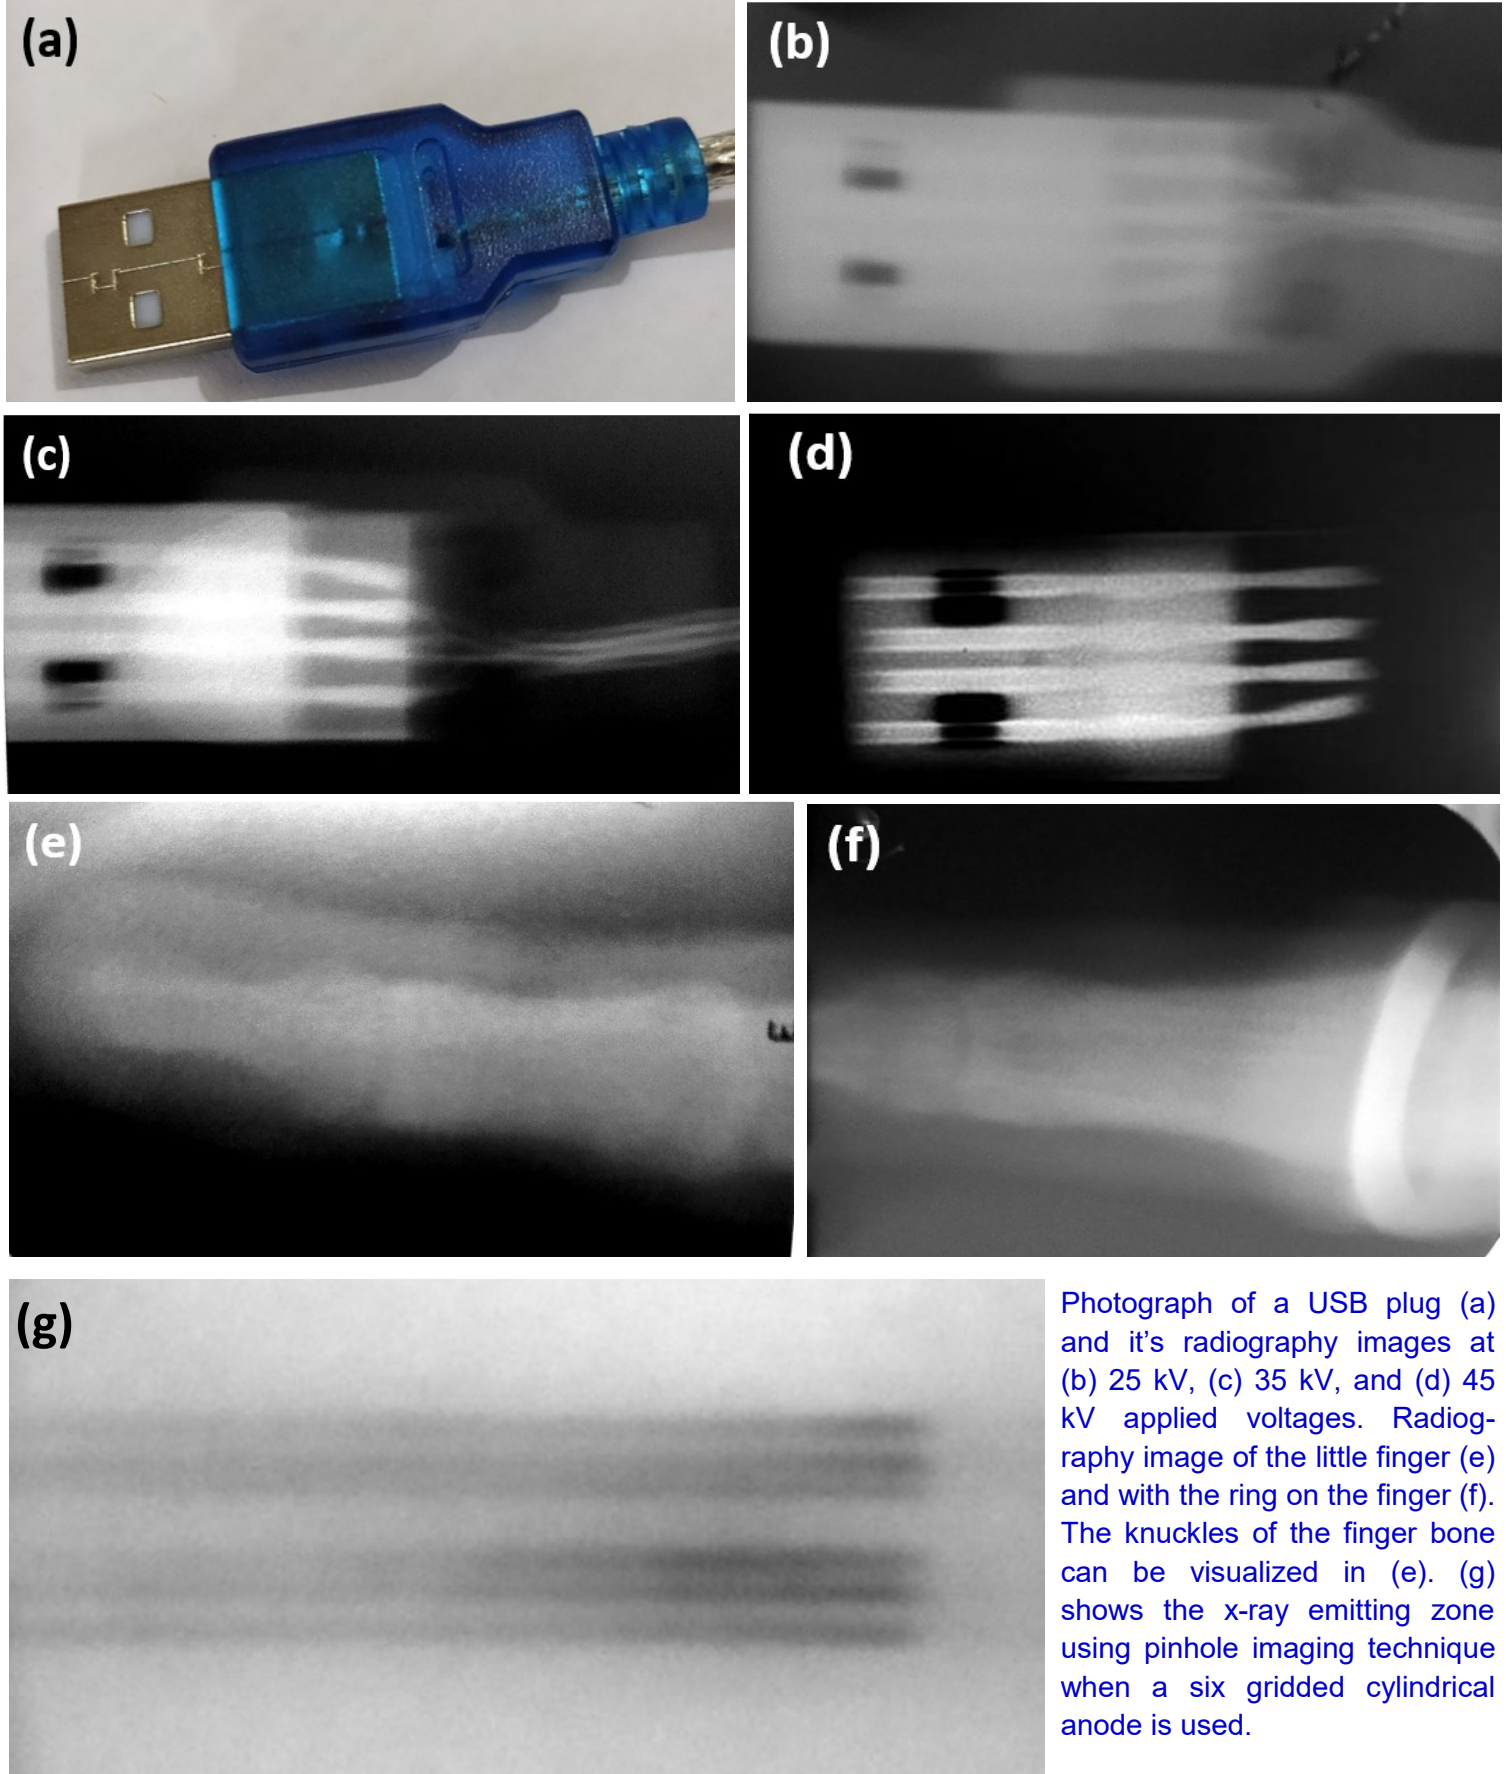 (a)
(b)
(c)
(d)
(e)
(f)
(g)
Photograph of a USB plug (a)
and it's radiography images at
(b) 25 kV, (c) 35 kV, and (d) 45
kV applied voltages. Radiog-
raphy image of the little finger (e)
and with the ring on the finger (f).
The knuckles of the finger bone
can be visualized in (e). (g)
shows the x-ray emitting zone
using pinhole imaging technique
when a six gridded cylindrical
anode is used.